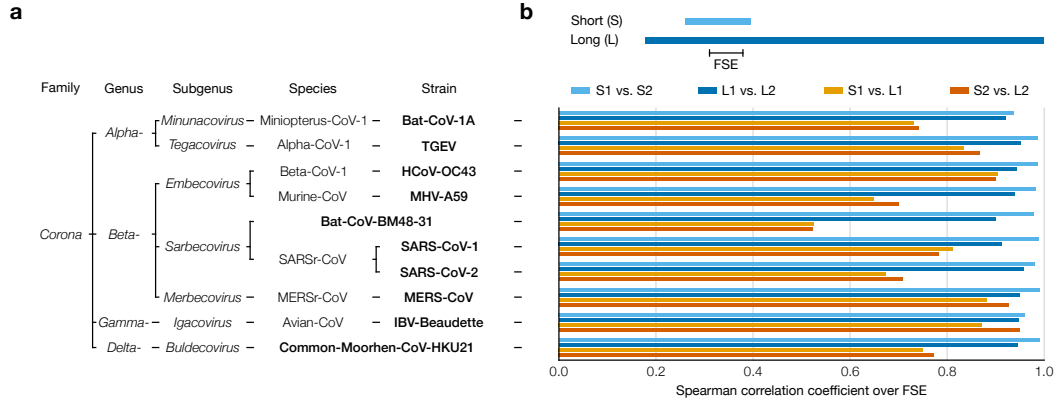 a
Family Genus Subgenus Species Strain
Minunacovirus – Miniopterus-CoV-1 – Bat-CoV-1A –
Alpha-
Tegacovirus – Alpha-CoV-1 – TGEV –
Beta-CoV-1 – HCoV-OC43 –
Embecovirus
Murine-CoV – MHV-A59 –
Bat-CoV-BM48-31 –
Corona Beta-
Sarbecovirus SARS-CoV-1 –
SARSr-CoV
SARS-CoV-2 –
Merbecovirus – MERSr-CoV – MERS-CoV –
Gamma- – Igacovirus – Avian-CoV – IBV-Beaudette –
Delta- – Buldecovirus – Common-Moorhen-CoV-HKU21 –
b
Short (S)
Long (L)
FSE
S1 vs. S2 L1 vs. L2 S1 vs. L1 S2 vs. L2
0.0 0.2 0.4 0.6 0.8 1.0
Spearman correlation coefficient over FSE